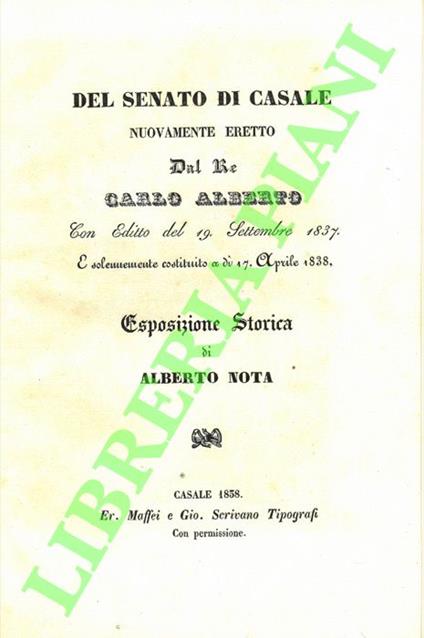 DEL SENATO DI CASALE
NUOVAMENTE ERETTO
Dal Re
CARLO ALBERTO
Con Editto del 19. Settembre 1837.
E solennemente costituito a dì 17. Aprile 1838.
Esposizione Storica
di
ALBERTO NOTA
CASALE 1838.
Er. Maffei e Gio. Scrivano Tipografi
Con permissione.
LIBRERIA PIANI